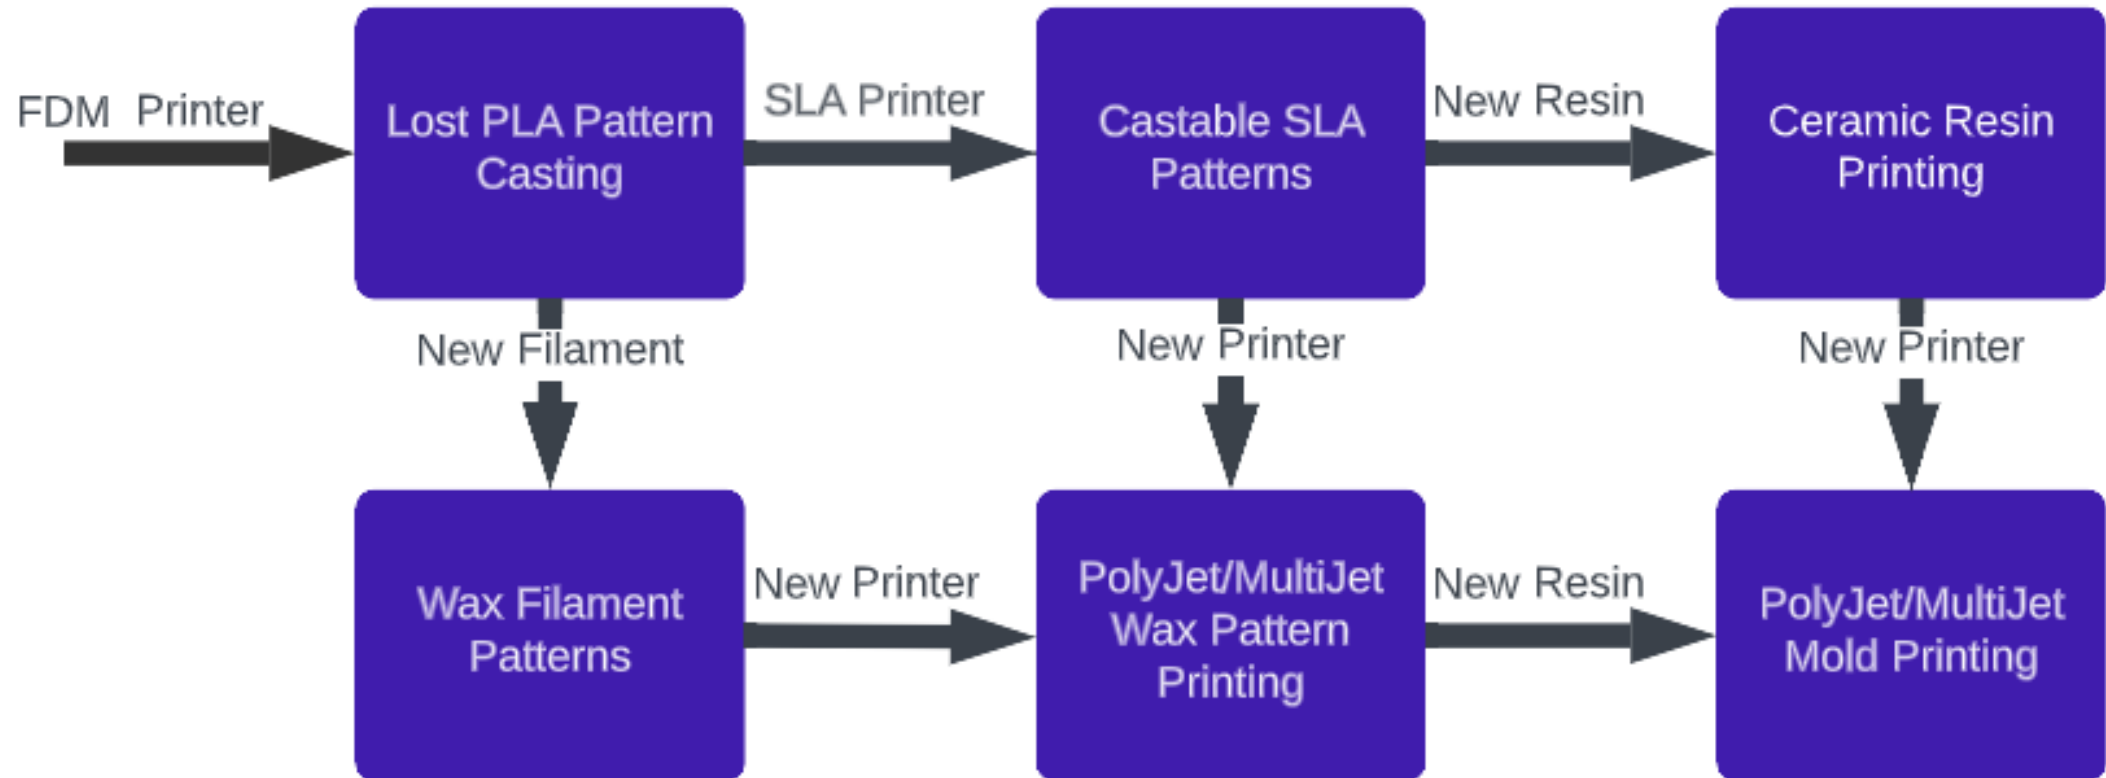 FDM Printer
Lost PLA Pattern
Casting
SLA Printer
Castable SLA
Patterns
New Resin
Ceramic Resin
Printing
New Filament
New Printer
New Printer
Wax Filament
Patterns
New Printer
PolyJet/MultiJet
Wax Pattern
Printing
New Resin
PolyJet/MultiJet
Mold Printing